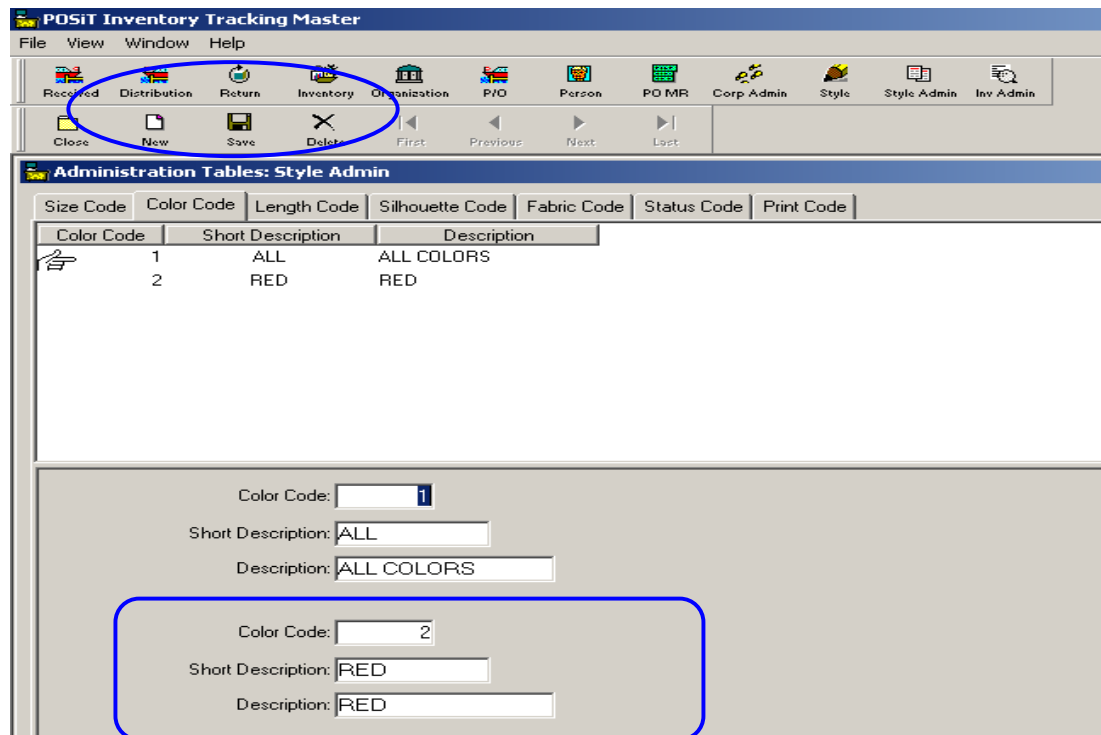 POSiT Inventory Tracking Master
File View Window Help
Received Distribution Return Inventory Organization P/O Person PO MR Corp Admin Style Style Admin Inv Admin
Close New Save Delete First Previous Next Last
Administration Tables: Style Admin
Size Code Color Code Length Code Silhouette Code Fabric Code Status Code Print Code
Color Code Short Description Description
1 ALL ALL COLORS
2 RED RED
Color Code: 1
Short Description: ALL
Description: ALL COLORS
Color Code: 2
Short Description: RED
Description: RED